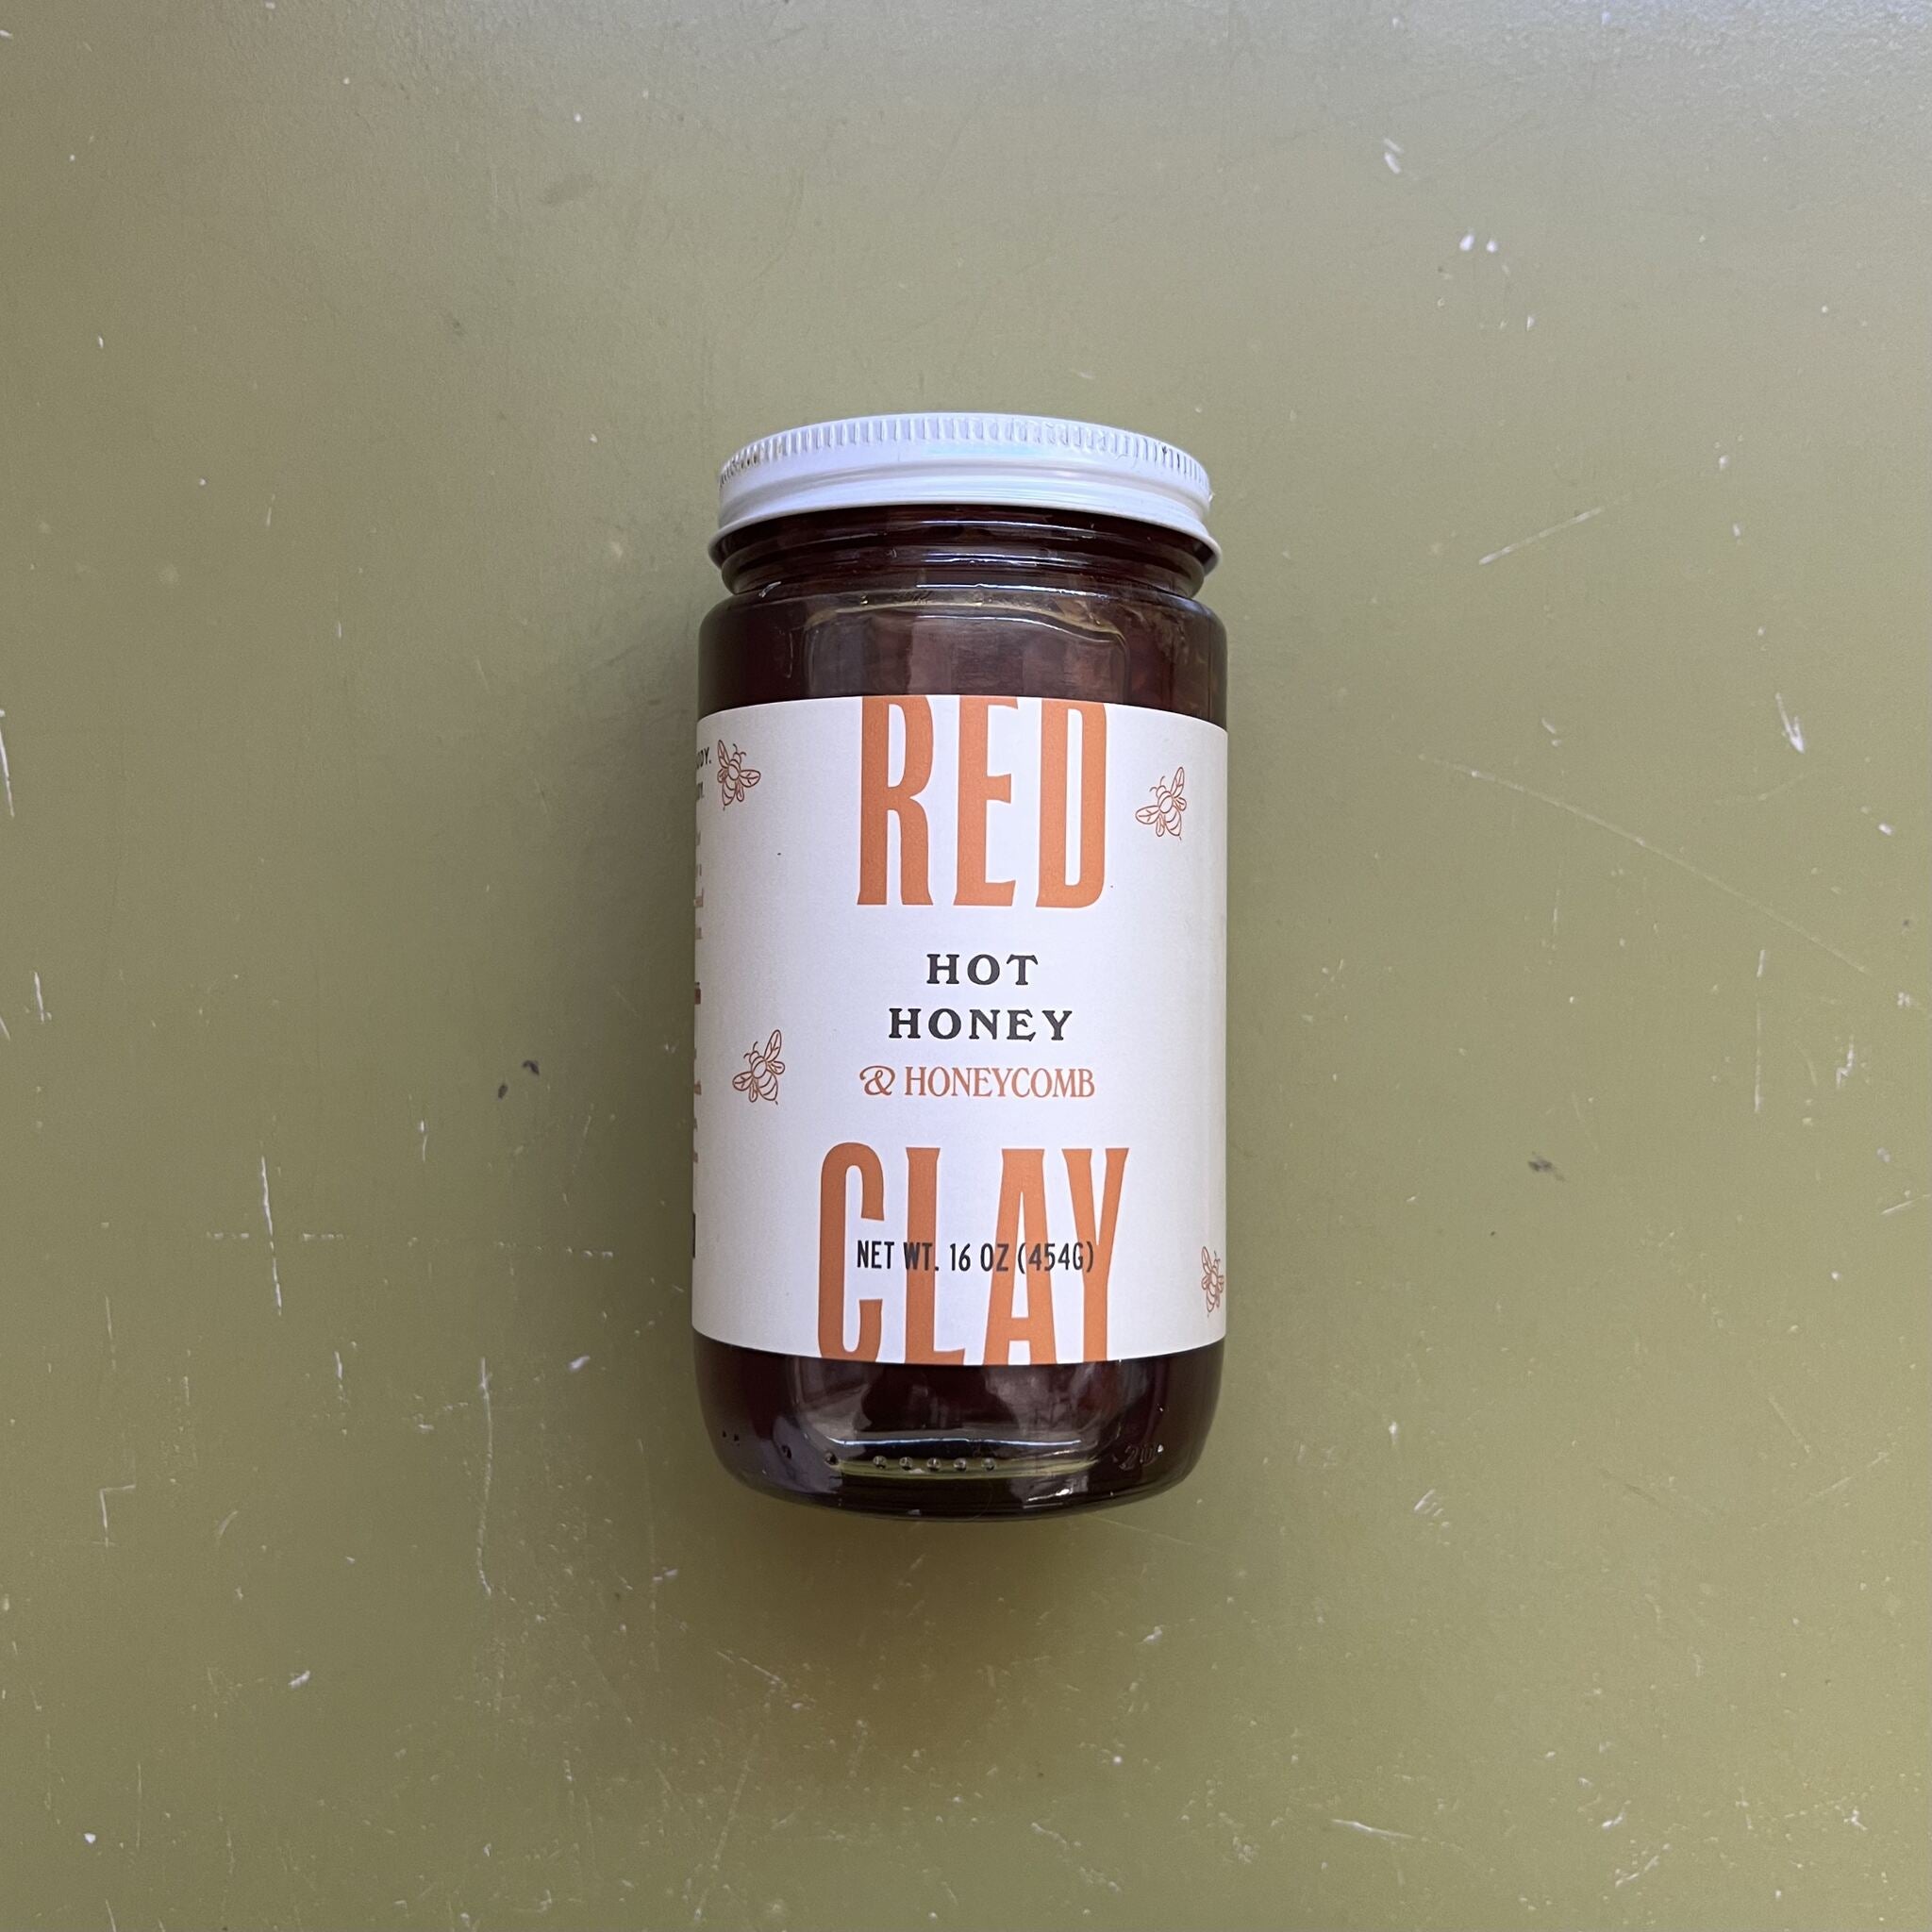 RED
HOT
HONEY
& HONEYCOMB
CLAY
NET WT. 16 OZ (454G)